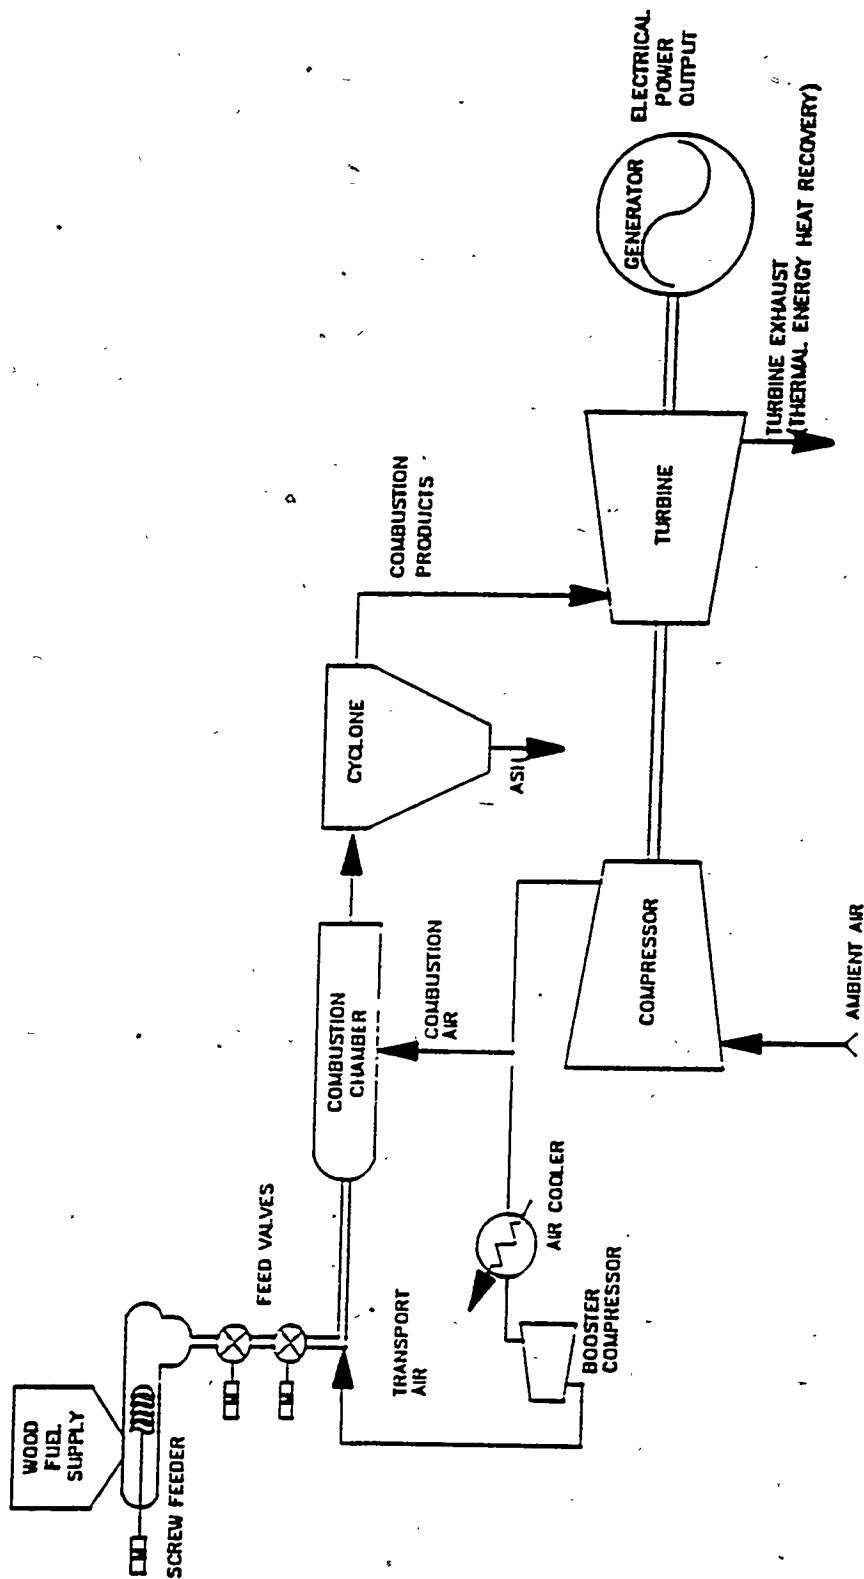 WOOD
FUEL
SUPPLY
M
SCREW FEEDER
M
M
FEED VALVES
TRANSPORT
AIR
BOOSTER
COMPRESSOR
AIR COOLER
COMBUSTION
CHAMBER
COMBUSTION
AIR
CYCLONE
ASH
COMBUSTION
PRODUCTS
COMPRESSOR
AMBIENT AIR
TURBINE
TURBINE EXHAUST
(THERMAL ENERGY HEAT RECOVERY)
GENERATOR
ELECTRICAL
POWER
OUTPUT